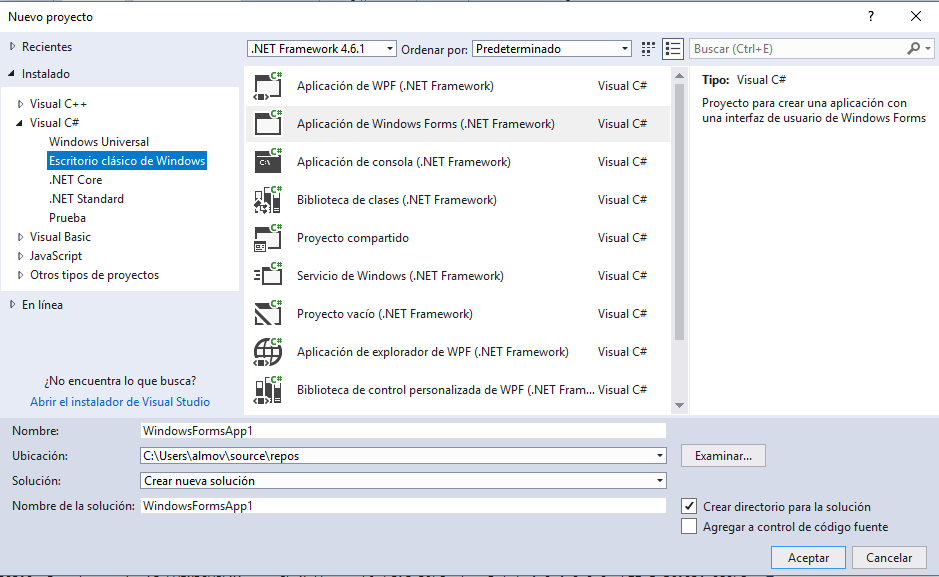 Nuevo proyecto
?
Recientes
.NET Framework 4.6.1
Ordenar por:
Predeterminado
Buscar (Ctrl+E)
Instalado
Visual C++
Visual C#
Windows Universal
Escritorio clásico de Windows
.NET Core
.NET Standard
Prueba
Visual Basic
JavaScript
Otros tipos de proyectos
En línea
¿No encuentra lo que busca?
Abrir el instalador de Visual Studio
C# Aplicación de WPF (.NET Framework) Visual C#
C# Aplicación de Windows Forms (.NET Framework) Visual C#
C# C:\ Aplicación de consola (.NET Framework) Visual C#
C# Biblioteca de clases (.NET Framework) Visual C#
C# Proyecto compartido Visual C#
C# Servicio de Windows (.NET Framework) Visual C#
C# Proyecto vacío (.NET Framework) Visual C#
C# Aplicación de explorador de WPF (.NET Framework) Visual C#
C# Biblioteca de control personalizada de WPF (.NET Fram... Visual C#
Tipo: Visual C#
Proyecto para crear una aplicación con
una interfaz de usuario de Windows Forms
Nombre: WindowsFormsApp1
Ubicación: C:\Users\almov\source\repos
Examinar...
Solución: Crear nueva solución
Nombre de la solución: WindowsFormsApp1
Crear directorio para la solución
Agregar a control de código fuente
Aceptar
Cancelar